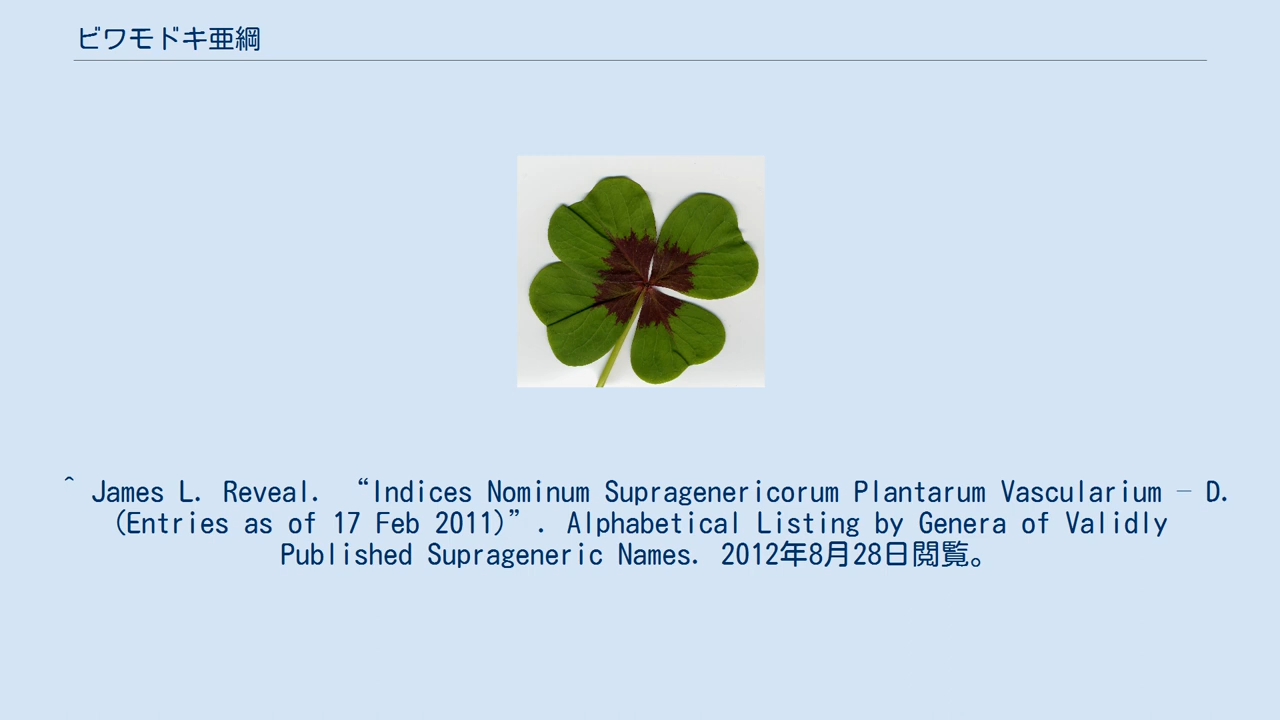 ビワモドキ亜綱
^ James L. Reveal. “Indices Nominum Supragenericorum Plantarum Vascularium – D.
(Entries as of 17 Feb 2011)”. Alphabetical Listing by Genera of Validly
Published Suprageneric Names. 2012年8月28日閲覧。